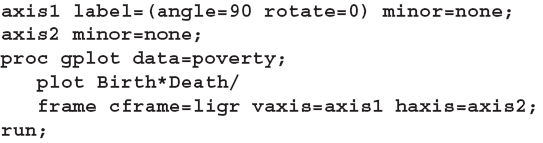 axis1 label=(angle=90 rotate=0) minor=none;
axis2 minor=none;
proc gplot data=poverty;
   plot Birth*Death/
   frame cframe=ligr vaxis=axis1 haxis=axis2;
run;